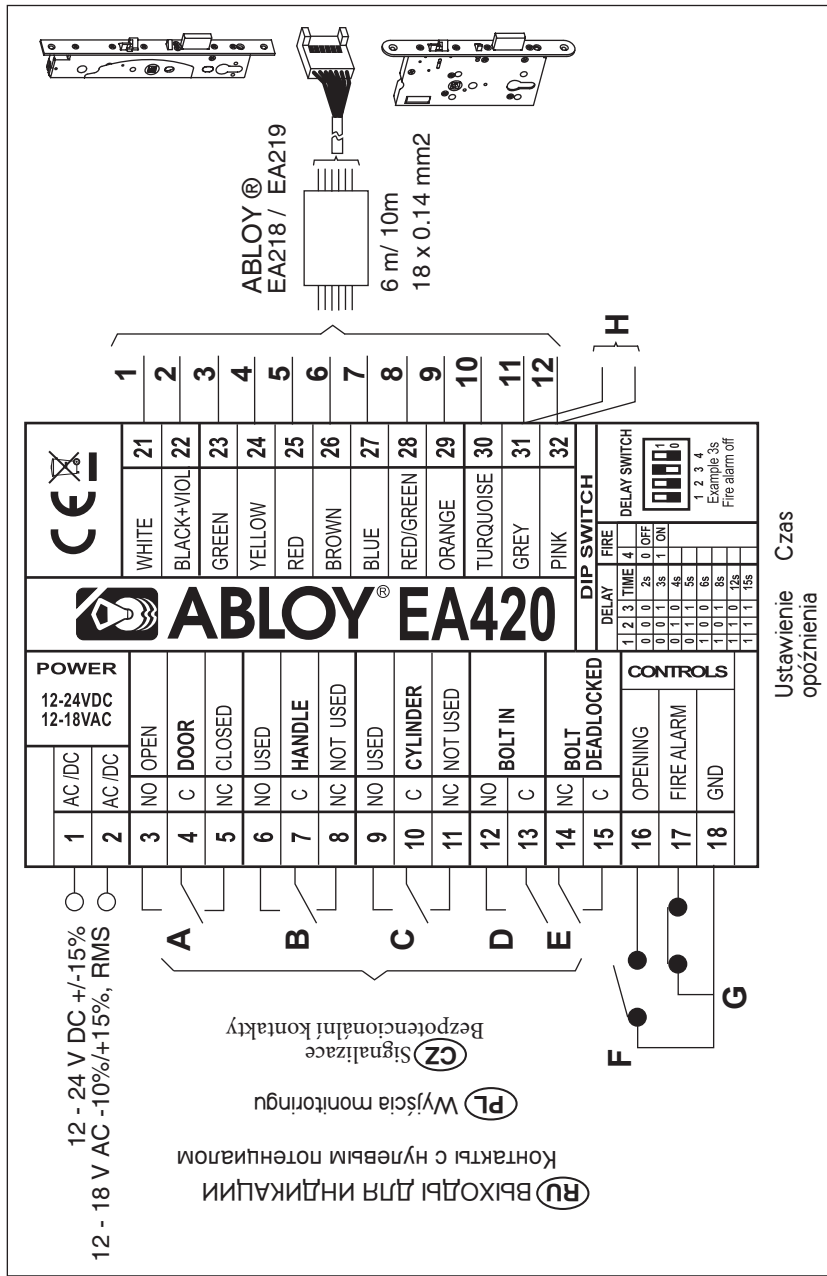 12 - 24 V DC +/-15%
12 - 18 V AC -10%/+15%, RMS
RU ВЫХОДЫ ДЛЯ ИНДИКАЦИИ
Контакты с нулевым потенциалом
PL Wyjścia monitoringu
CZ Signalizace
Bezpotencionální kontakty
A
B
C
D
E
F
G
POWER
12-24VDC
12-18VAC
1 AC /DC
2 AC /DC
3 NO OPEN
4 C DOOR
5 NC CLOSED
6 NO USED
7 C HANDLE
8 NC NOT USED
9 NO USED
10 C CYLINDER
11 NC NOT USED
12 NO
BOLT IN
13 C
14 NC BOLT
15 C DEADLOCKED
CONTROLS
16 OPENING
17 FIRE ALARM
18 GND
ABLOY® EA420
CE
WHITE 21
BLACK+VIOL 22
GREEN 23
YELLOW 24
RED 25
BROWN 26
BLUE 27
RED/GREEN 28
ORANGE 29
TURQUOISE 30
GREY 31
PINK 32
DIP SWITCH
DELAY FIRE
1 2 3 TIME 4
0 0 0 2s 0 OFF
0 0 1 3s 1 ON
0 1 0 4s
0 1 1 5s
1 0 0 6s
1 0 1 8s
1 1 0 12s
1 1 1 15s
DELAY SWITCH
1
0
1 2 3 4
Example 3s
Fire alarm off
Ustawienie Czas
opóźnienia
1
2
3
4
5
6
7
8
9
10
11
12
H
ABLOY ®
EA218 / EA219
6 m/ 10m
18 x 0.14 mm2